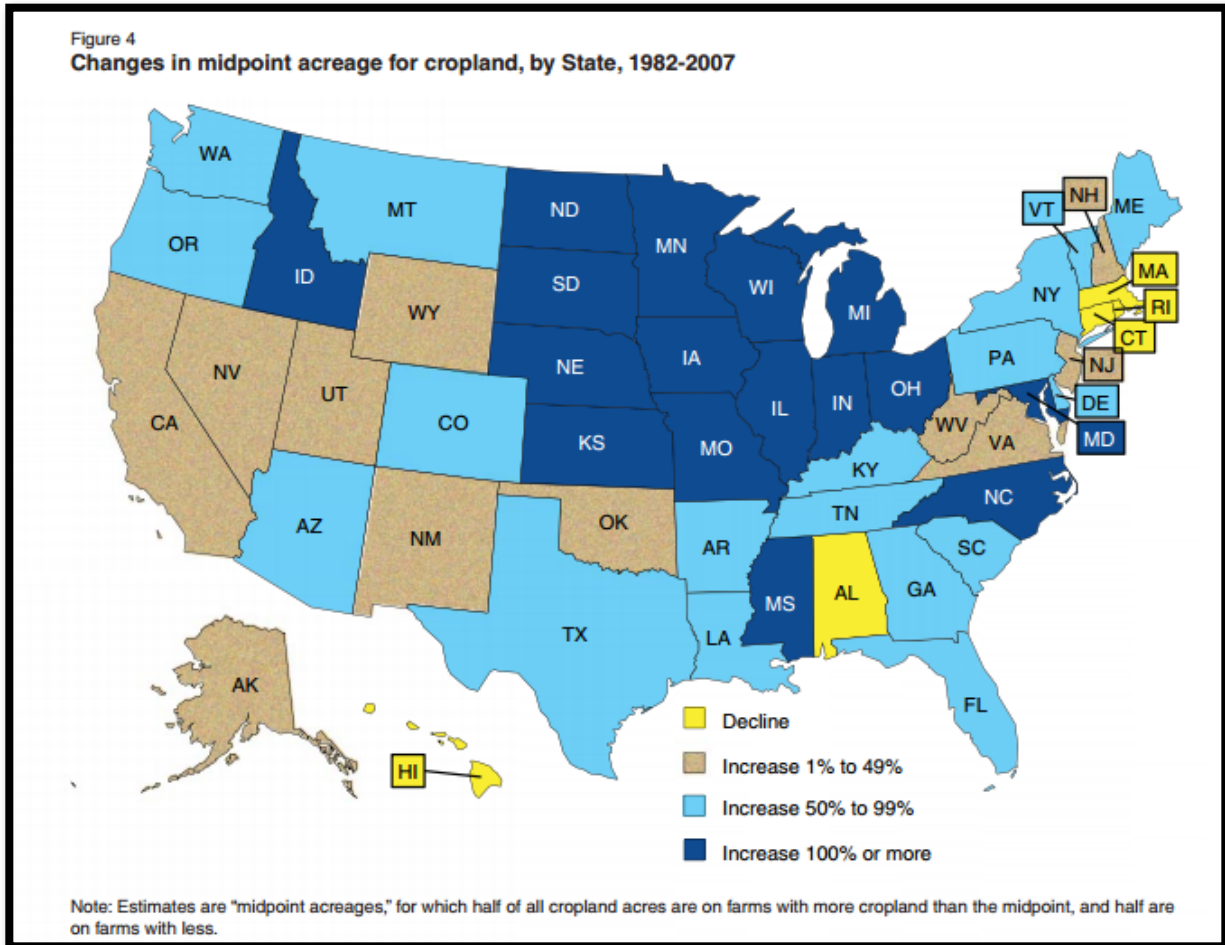 Figure 4
Changes in midpoint acreage for cropland, by State, 1982-2007
WA
MT
ND
MN
VT
NH
ME
OR
ID
SD
WI
MI
NY
MA
RI
CT
WY
IA
PA
NJ
NE
OH
DE
NV
UT
CO
IL
IN
WV
MD
CA
KS
MO
KY
VA
NC
AZ
NM
OK
AR
TN
SC
MS
AL
GA
TX
LA
AK
FL
HI
Decline
Increase 1% to 49%
Increase 50% to 99%
Increase 100% or more
Note: Estimates are "midpoint acreages," for which half of all cropland acres are on farms with more cropland than the midpoint, and half are
on farms with less.